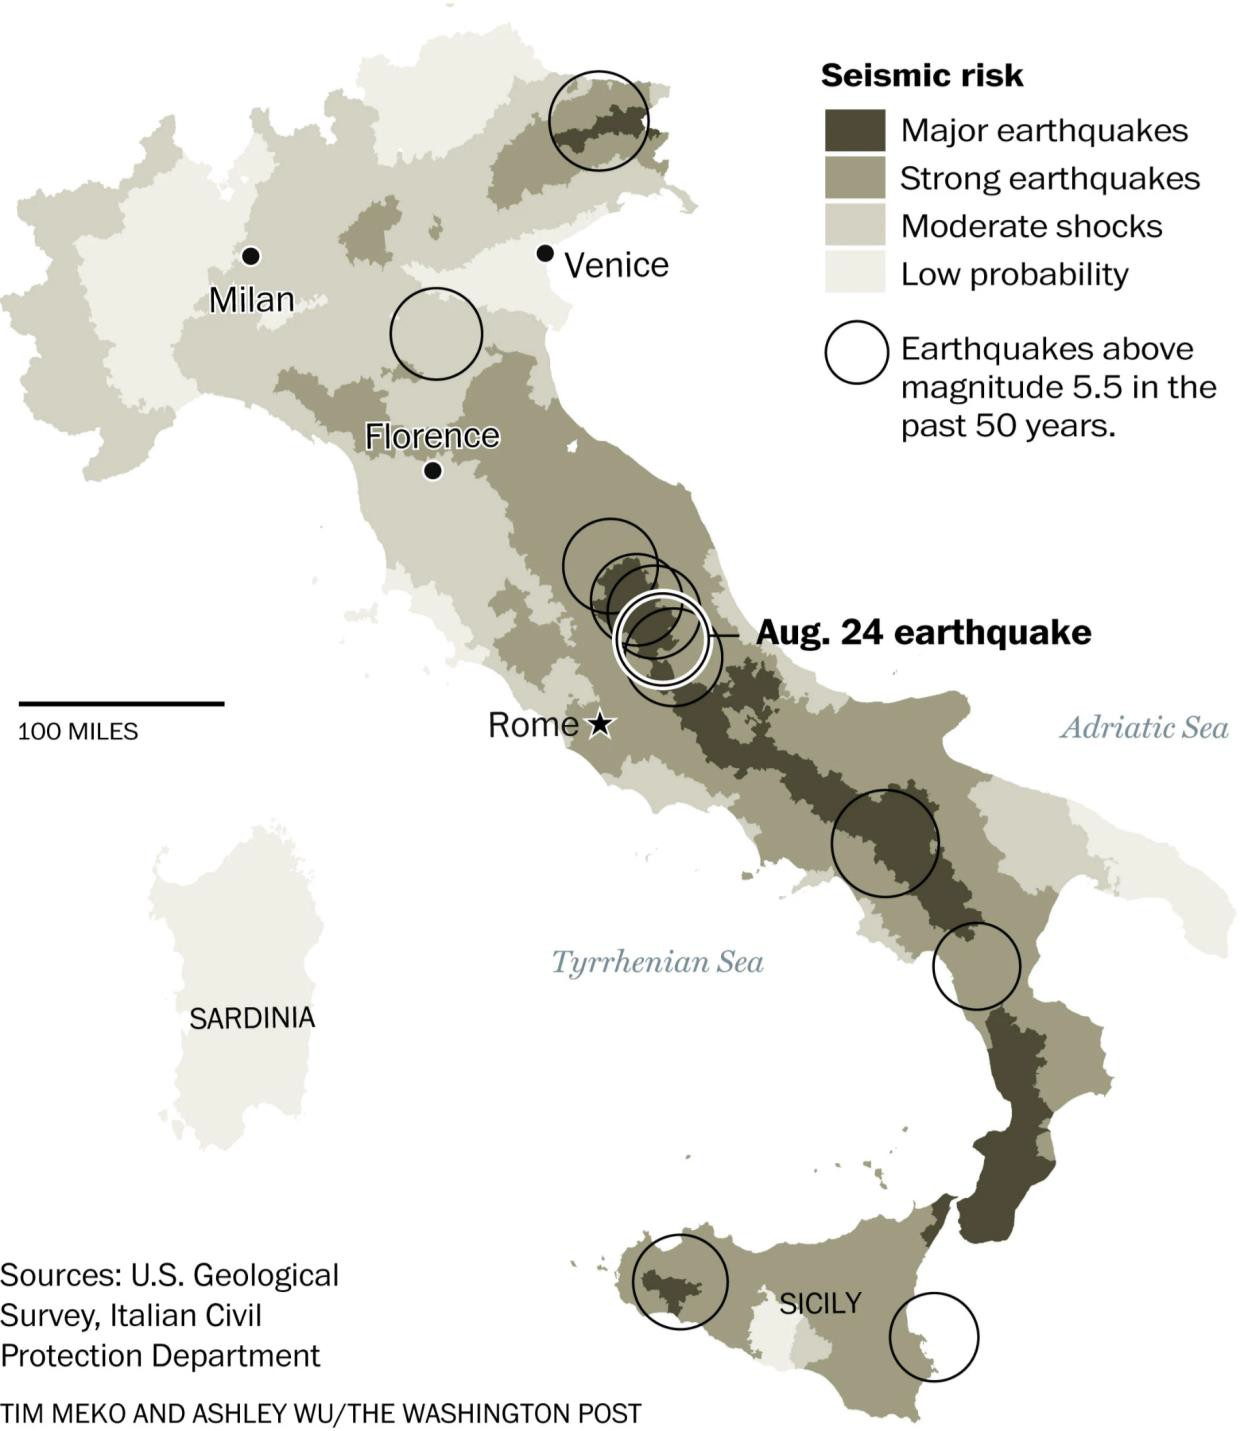 Seismic risk
Major earthquakes
Strong earthquakes
Moderate shocks
Low probability
Earthquakes above
magnitude 5.5 in the
past 50 years.
Milan
Venice
Florence
Aug. 24 earthquake
100 MILES
Rome
Adriatic Sea
Tyrrhenian Sea
SARDINIA
SICILY
Sources: U.S. Geological
Survey, Italian Civil
Protection Department
TIM MEKO AND ASHLEY WU/THE WASHINGTON POST